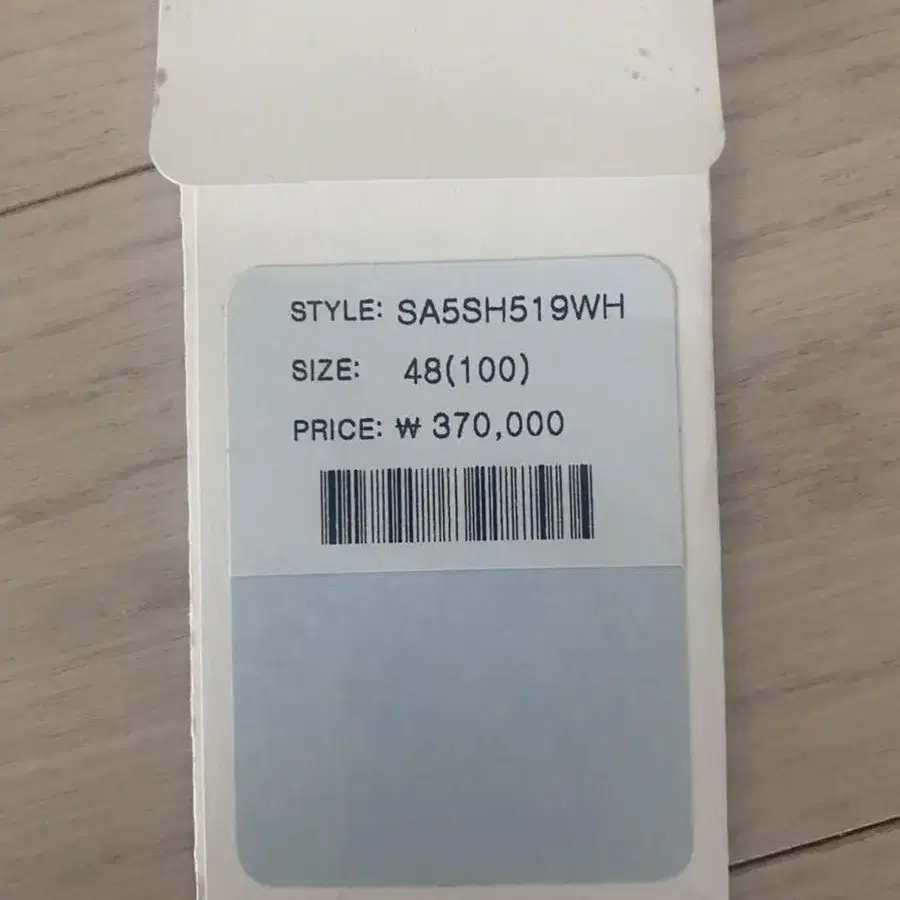 STYLE: SA5SH519WH
SIZE: 48(100)
PRICE: ₩ 370,000